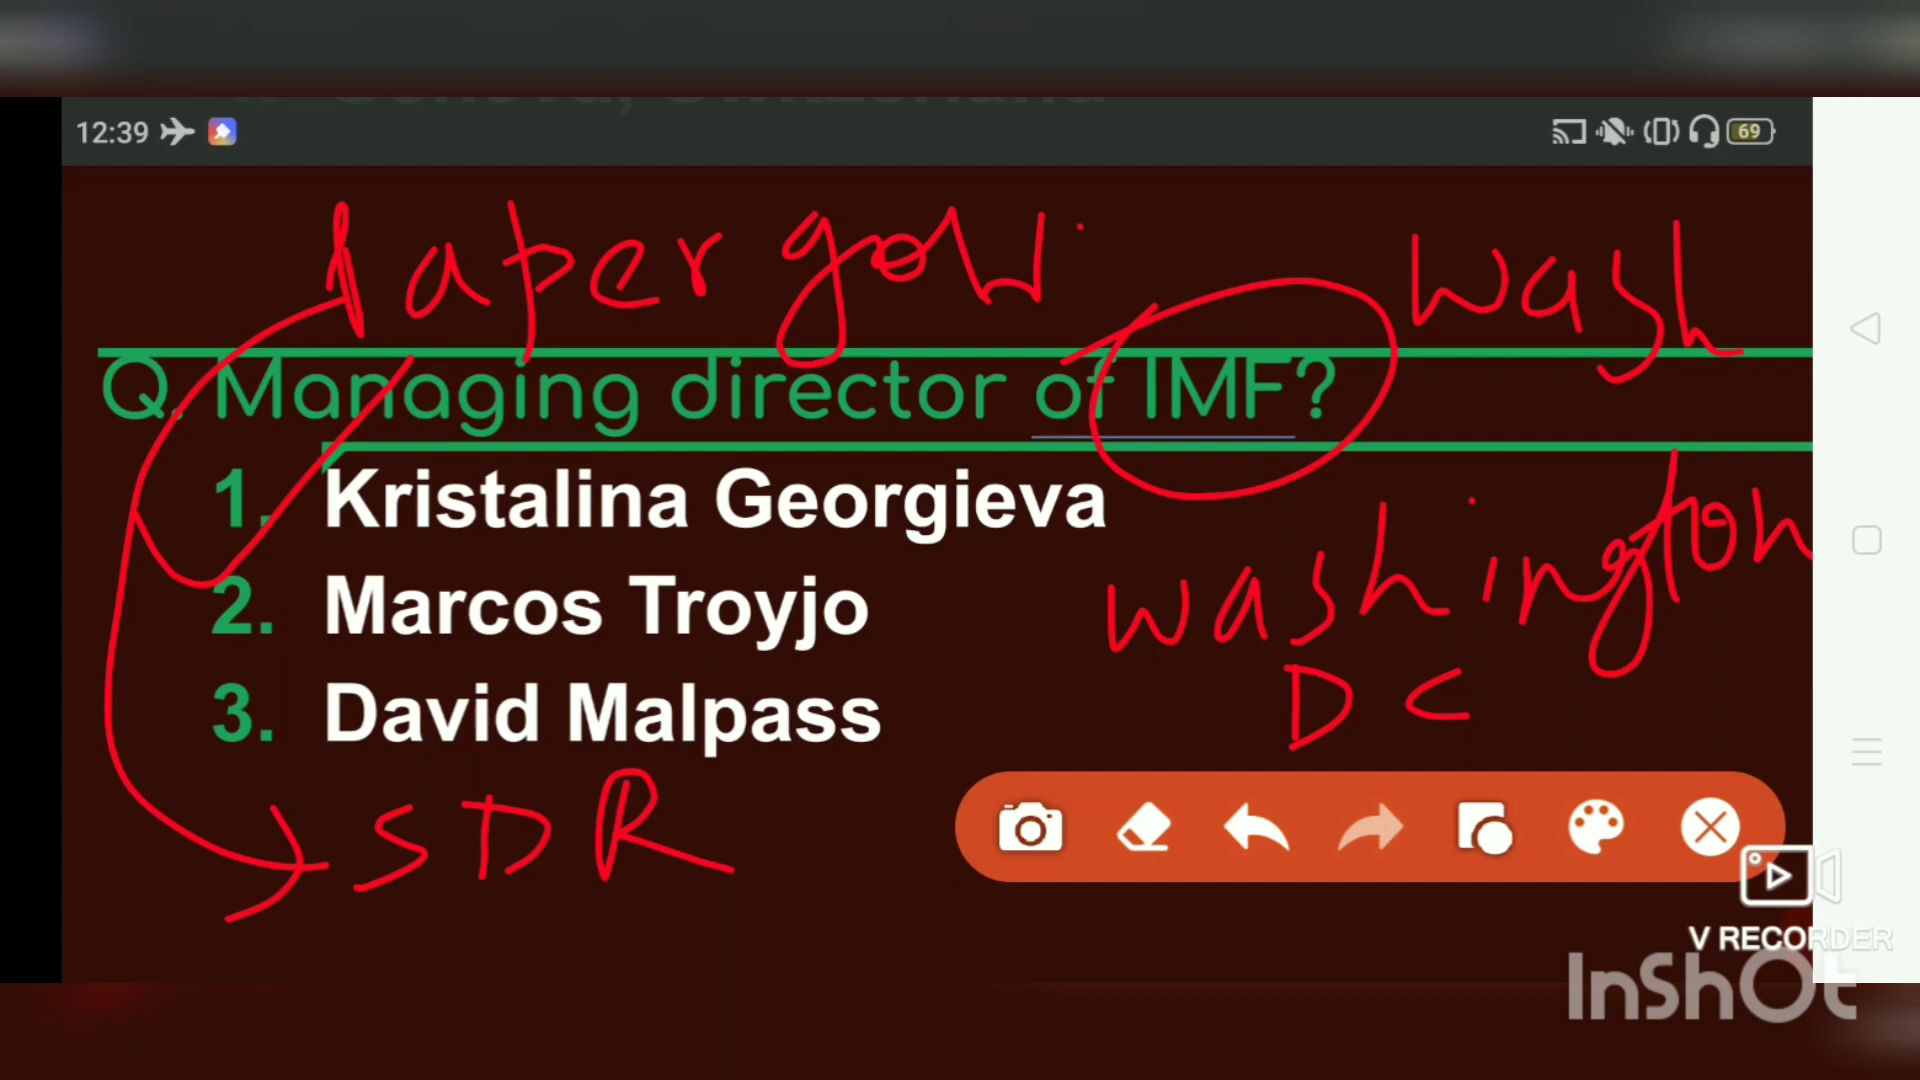 12:39
69
Paper gold
wash
Q. Managing director of IMF?
1. Kristalina Georgieva
2. Marcos Troyjo
3. David Malpass
washington
DC
SDR
V RECORDER
InShOt